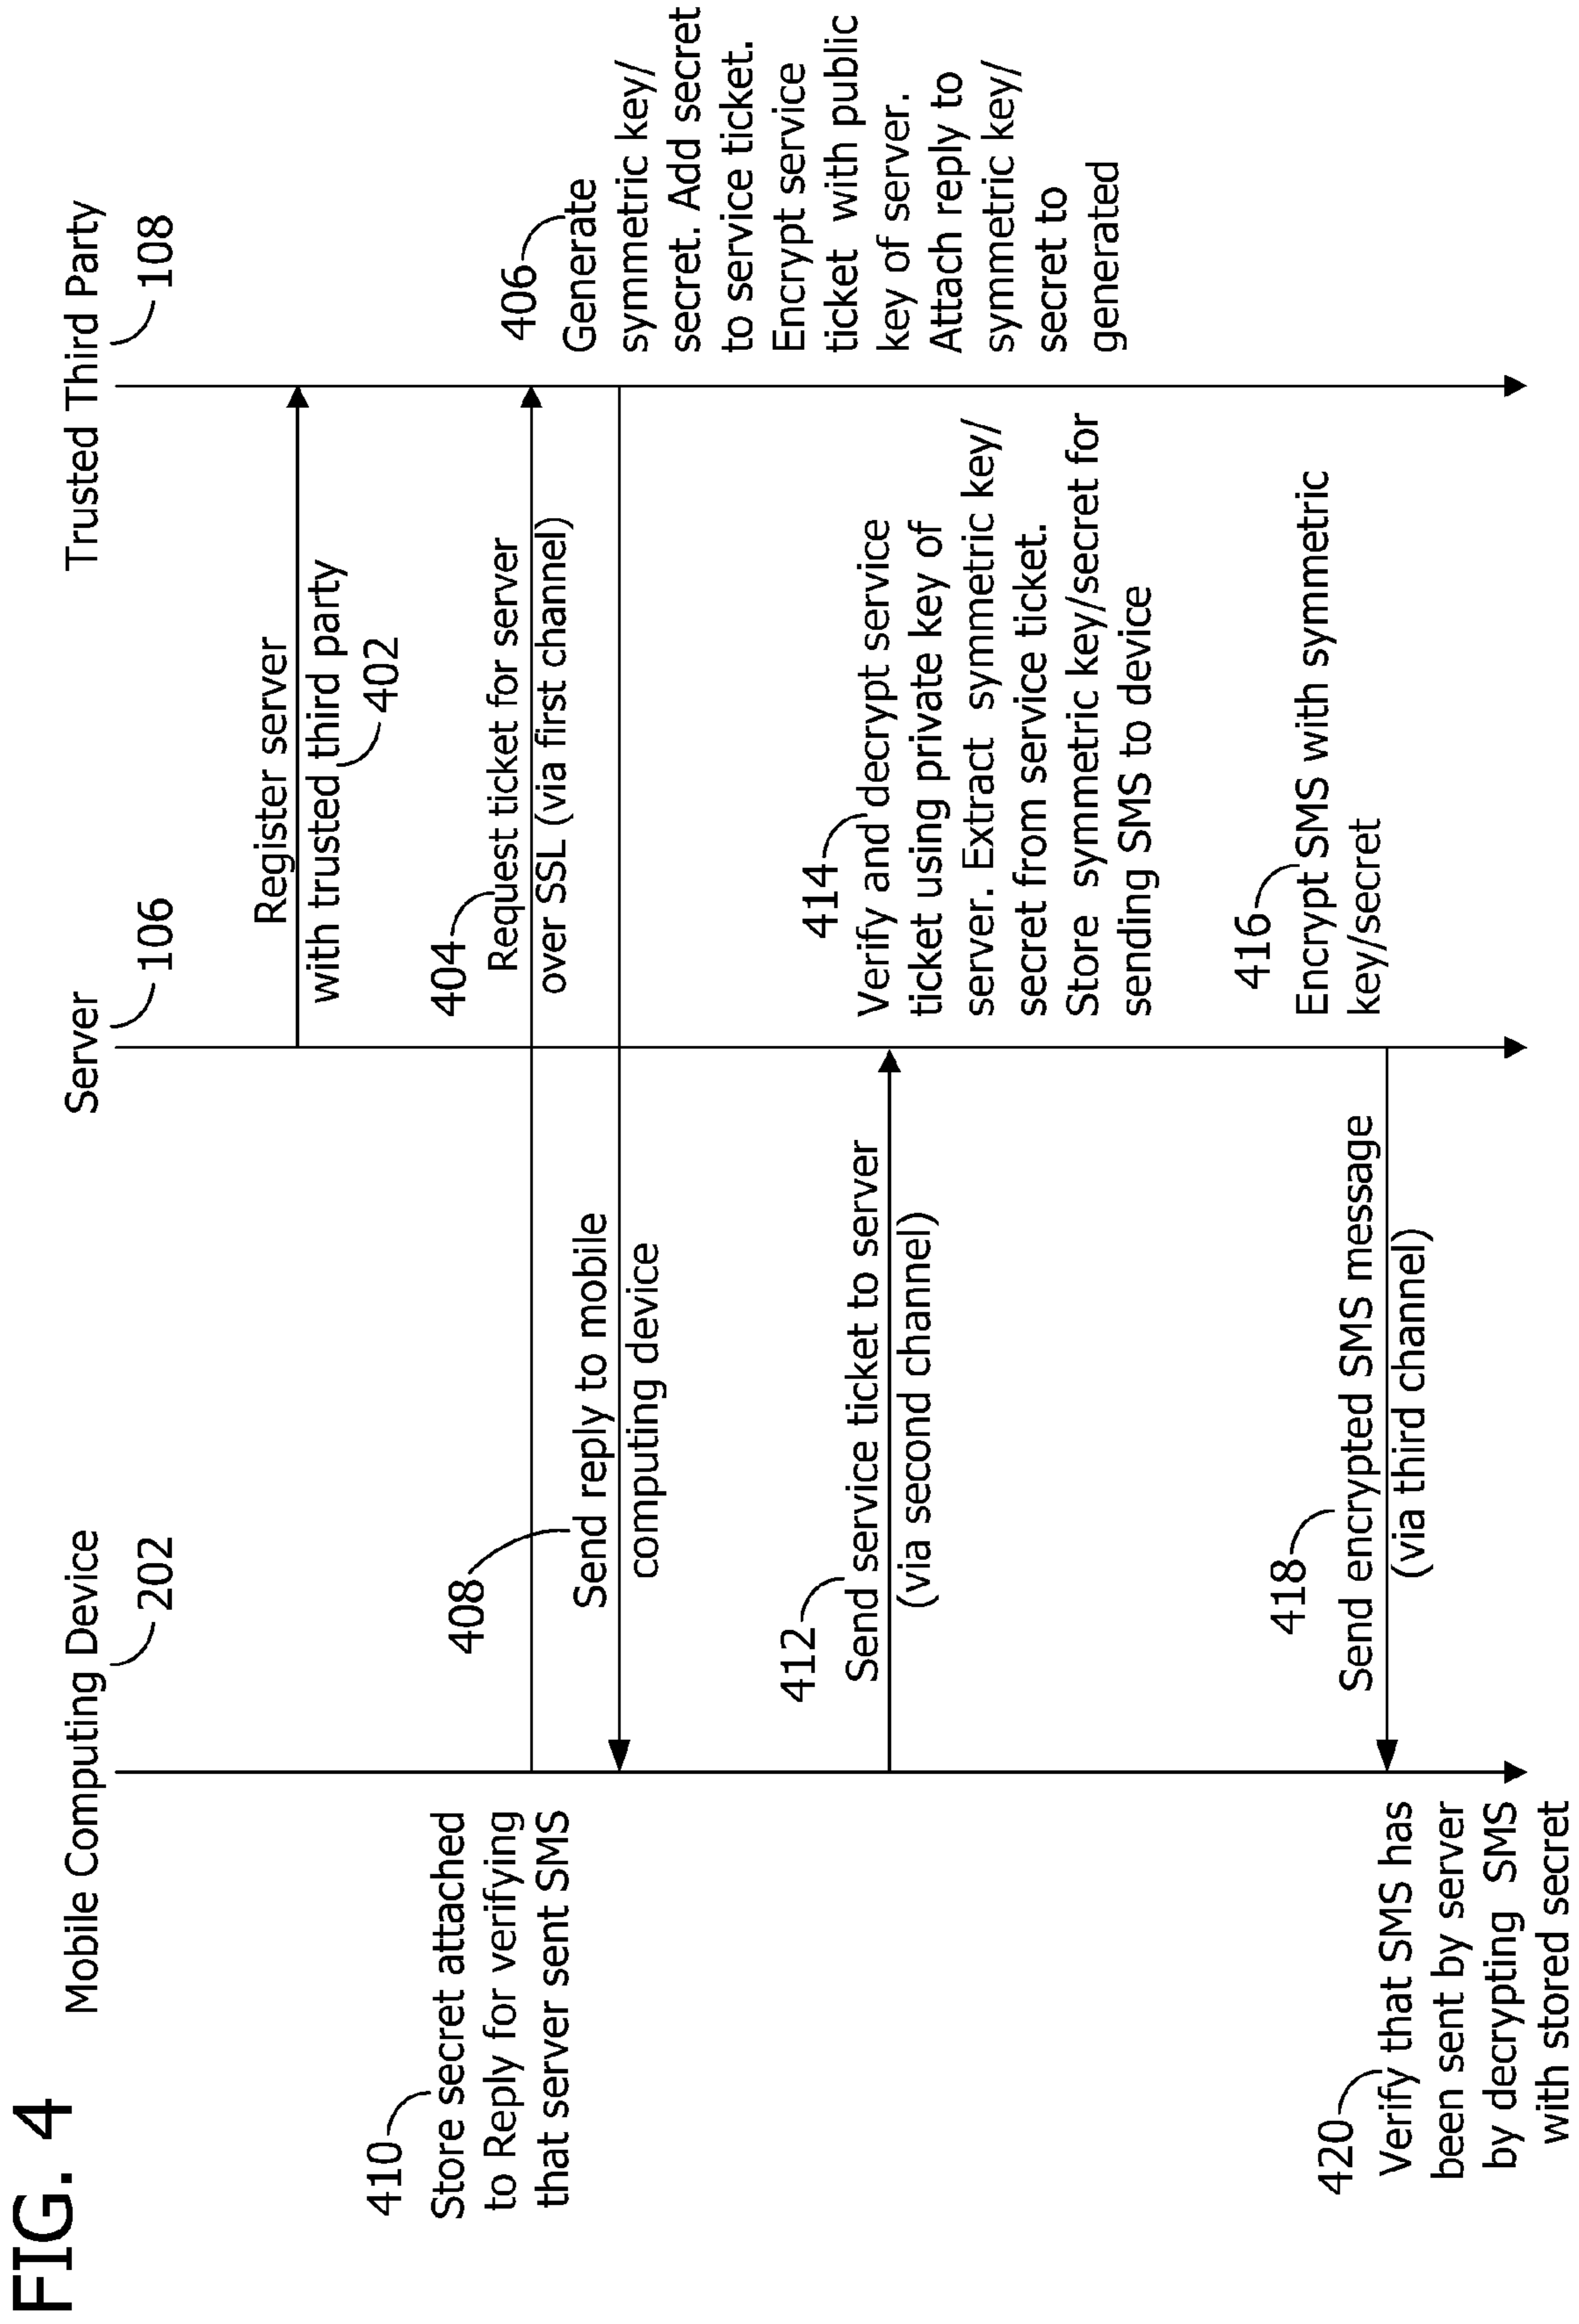 FIG. 4
Mobile Computing Device
202
Server
106
Trusted Third Party
108
Register server
with trusted third party
402
404
Request ticket for server
over SSL (via first channel)
406
Generate
symmetric key/
secret. Add secret
to service ticket.
Encrypt service
ticket with public
key of server.
Attach reply to
symmetric key/
secret to
generated
408
Send reply to mobile
computing device
410
Store secret attached
to Reply for verifying
that server sent SMS
412
Send service ticket to server
(via second channel)
414
Verify and decrypt service
ticket using private key of
server. Extract symmetric key/
secret from service ticket.
Store symmetric key/secret for
sending SMS to device
416
Encrypt SMS with symmetric
key/secret
418
Send encrypted SMS message
(via third channel)
420
Verify that SMS has
been sent by server
by decrypting SMS
with stored secret